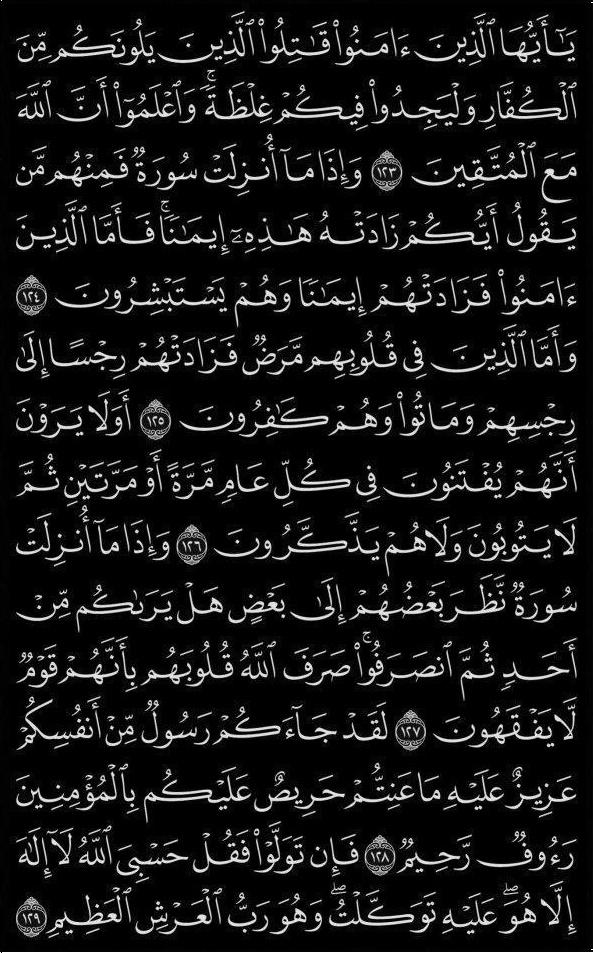 يَٰٓأَيُّهَا ٱلَّذِينَ ءَامَنُوا۟ قَٰتِلُوا۟ ٱلَّذِينَ يَلُونَكُم مِّنَ
ٱلْكُفَّارِ وَلْيَجِدُوا۟ فِيكُمْ غِلْظَةً ۚ وَٱعْلَمُوٓا۟ أَنَّ ٱللَّهَ
مَعَ ٱلْمُتَّقِينَ ١٢٣ وَإِذَا مَآ أُنزِلَتْ سُورَةٌ فَمِنْهُم مَّن
يَقُولُ أَيُّكُمْ زَادَتْهُ هَٰذِهِۦٓ إِيمَٰنًا ۚ فَأَمَّا ٱلَّذِينَ
ءَامَنُوا۟ فَزَادَتْهُمْ إِيمَٰنًا وَهُمْ يَسْتَبْشِرُونَ ١٢٤
وَأَمَّا ٱلَّذِينَ فِى قُلُوبِهِم مَّرَضٌ فَزَادَتْهُمْ رِجْسًا إِلَىٰ
رِجْسِهِمْ وَمَاتُوا۟ وَهُمْ كَٰفِرُونَ ١٢٥ أَوَلَا يَرَوْنَ
أَنَّهُمْ يُفْتَنُونَ فِى كُلِّ عَامٍ مَّرَّةً أَوْ مَرَّتَيْنِ ثُمَّ
لَا يَتُوبُونَ وَلَا هُمْ يَذَّكَّرُونَ ١٢٦ وَإِذَا مَآ أُنزِلَتْ
سُورَةٌ نَّظَرَ بَعْضُهُمْ إِلَىٰ بَعْضٍ هَلْ يَرَىٰكُم مِّنْ
أَحَدٍ ثُمَّ ٱنصَرَفُوا۟ ۚ صَرَفَ ٱللَّهُ قُلُوبَهُم بِأَنَّهُمْ قَوْمٌ
لَّا يَفْقَهُونَ ١٢٧ لَقَدْ جَآءَكُمْ رَسُولٌ مِّنْ أَنفُسِكُمْ
عَزِيزٌ عَلَيْهِ مَا عَنِتُّمْ حَرِيصٌ عَلَيْكُم بِٱلْمُؤْمِنِينَ
رَءُوفٌ رَّحِيمٌ ١٢٨ فَإِن تَوَلَّوْا۟ فَقُلْ حَسْبِىَ ٱللَّهُ لَآ إِلَٰهَ
إِلَّا هُوَ ۖ عَلَيْهِ تَوَكَّلْتُ ۖ وَهُوَ رَبُّ ٱلْعَرْشِ ٱلْعَظِيمِ ١٢٩